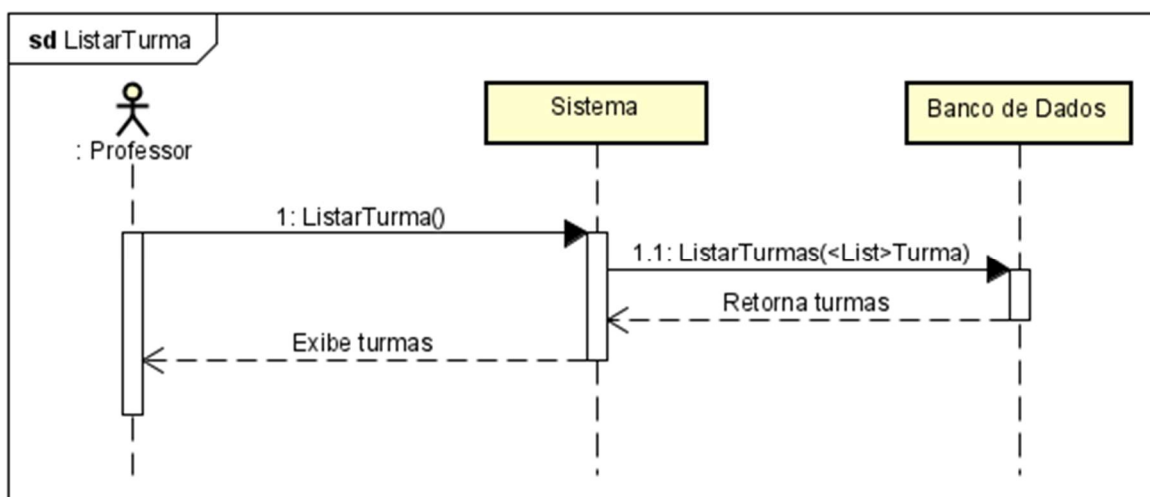 sd ListarTurma
: Professor
Sistema
Banco de Dados
1: ListarTurma()
1.1: ListarTurmas(<List>Turma)
Retorna turmas
Exibe turmas